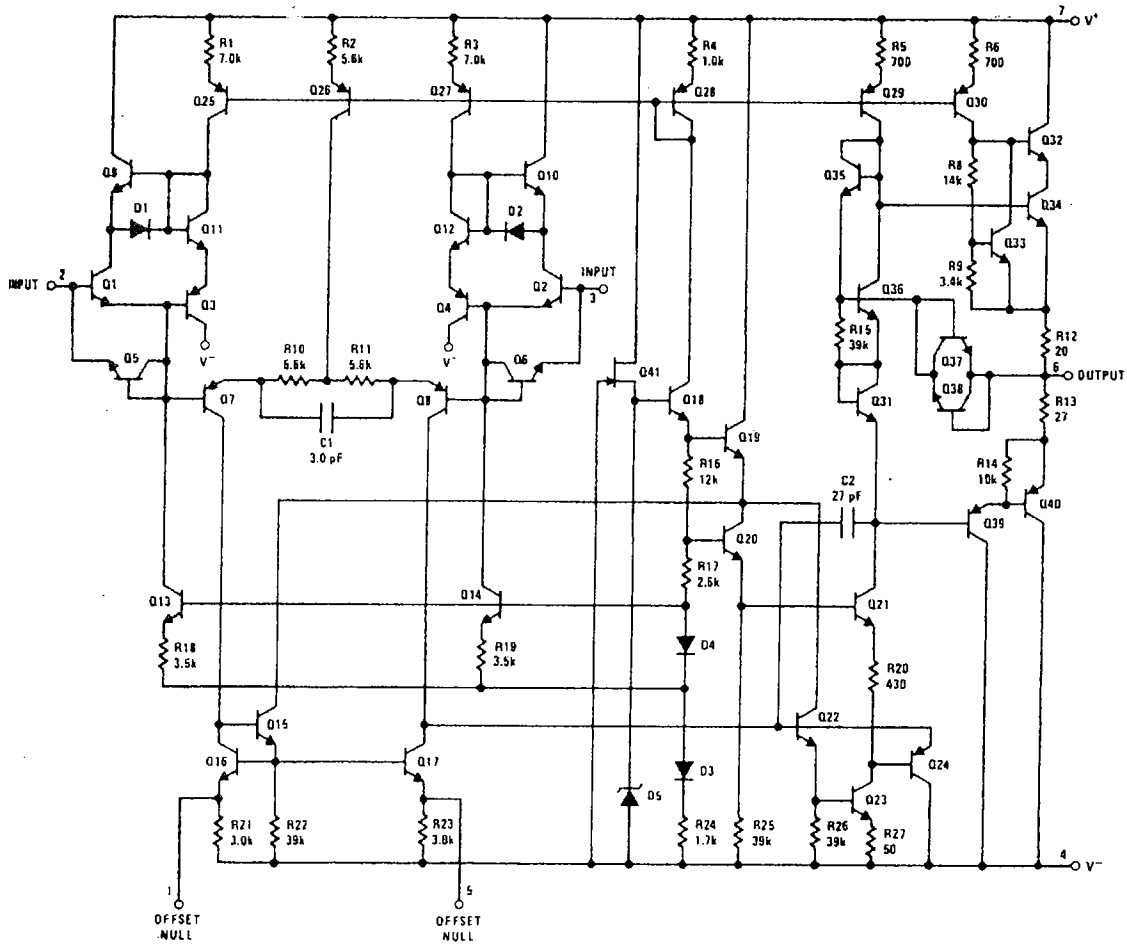 7 V+
R1
7.0k
R2
5.6k
R3
7.0k
R4
1.0k
R5
700
R6
700
Q25
Q26
Q27
Q28
Q29
Q30
Q32
R8
14k
Q9
Q10
Q35
Q34
D1
D2
Q11
Q12
Q33
INPUT 2
Q1
INPUT
3
Q2
R9
3.4k
Q3
Q4
Q36
V-
V-
R15
39k
R12
20
Q5
Q6
R10
5.6k
R11
5.6k
Q41
Q37
Q38
6 OUTPUT
Q7
Q8
Q18
Q31
R13
27
C1
3.0 pF
Q19
R16
12k
R14
10k
C2
27 pF
Q39
Q40
Q20
R17
2.6k
Q13
Q14
Q21
R18
3.5k
R19
3.5k
D4
R20
430
Q15
Q22
Q16
Q17
D3
Q24
D5
Q23
R21
3.0k
R22
39k
R23
3.0k
R24
1.7k
R25
39k
R26
39k
R27
50
4 V-
1
5
OFFSET
NULL
OFFSET
NULL